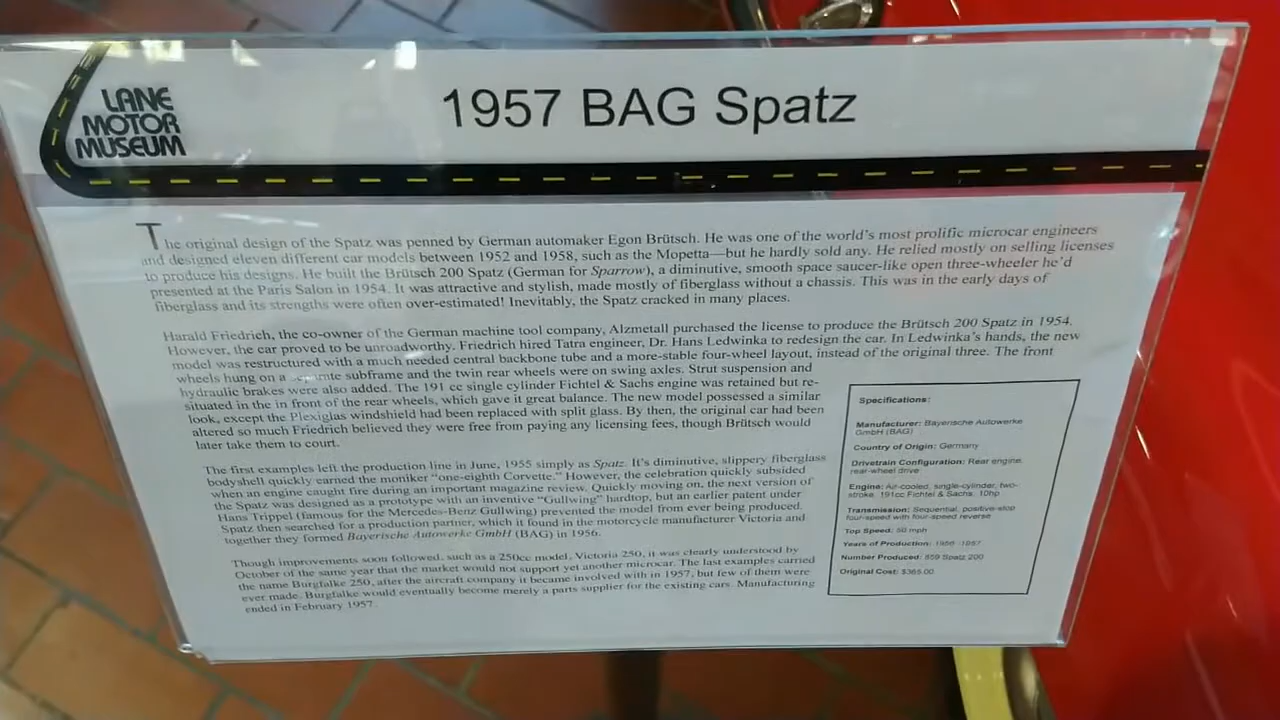 LANE
MOTOR
MUSEUM
1957 BAG Spatz
The original design of the Spatz was penned by German automaker Egon Brütsch. He was one of the world's most prolific microcar engineers
and designed eleven different car models between 1952 and 1958, such as the Mopetta—but he hardly sold any. He relied mostly on selling licenses
to produce his designs. He built the Brütsch 200 Spatz (German for Sparrow), a diminutive, smooth space saucer-like open three-wheeler he'd
presented at the Paris Salon in 1954. It was attractive and stylish, made mostly of fiberglass without a chassis. This was in the early days of
fiberglass and its strengths were often over-estimated! Inevitably, the Spatz cracked in many places.
Harald Friedrich, the co-owner of the German machine tool company, Alzmetall purchased the license to produce the Brütsch 200 Spatz in 1954.
However, the car proved to be unroadworthy. Friedrich hired Tatra engineer, Dr. Hans Ledwinka to redesign the car. In Ledwinka's hands, the new
model was restructured with a much needed central backbone tube and a more-stable four-wheel layout, instead of the original three. The front
wheels hung on a separate subframe and the twin rear wheels were on swing axles. Strut suspension and
hydraulic brakes were also added. The 191 cc single cylinder Fichtel & Sachs engine was retained but re-
situated in the in front of the rear wheels, which gave it great balance. The new model possessed a similar
look, except the Plexiglas windshield had been replaced with split glass. By then, the original car had been
altered so much Friedrich believed they were free from paying any licensing fees, though Brütsch would
later take them to court.
The first examples left the production line in June, 1955 simply as Spatz. It's diminutive, slippery fiberglass
bodyshell quickly earned the moniker "one-eighth Corvette." However, the celebration quickly subsided
when an engine caught fire during an important magazine review. Quickly moving on, the next version of
the Spatz was designed as a prototype with an inventive "Gullwing" hardtop, but an earlier patent under
Hans Trippel (famous for the Mercedes-Benz Gullwing) prevented the model from ever being produced.
Spatz then searched for a production partner, which it found in the motorcycle manufacturer Victoria and
together they formed Bayerische Autowerke GmbH (BAG) in 1956.
Though improvements soon followed, such as a 250cc model, Victoria 250, it was clearly understood by
October of the same year that the market would not support yet another microcar. The last examples carried
the name Burgfalke 250, after the aircraft company it became involved with in 1957, but few of them were
ever made. Burgfalke would eventually become merely a parts supplier for the existing cars. Manufacturing
ended in February 1957.
Specifications:
Manufacturer: Bayerische Autowerke
GmbH (BAG)
Country of Origin: Germany
Drivetrain Configuration: Rear engine,
rear-wheel drive
Engine: Air-cooled, single-cylinder, two-
stroke, 191cc Fichtel & Sachs, 10hp
Transmission: Sequential, positive-stop
four-speed with four-speed reverse
Top Speed: 50 mph
Years of Production: 1956 -1957
Number Produced: 859 Spatz 200
Original Cost: $365.00